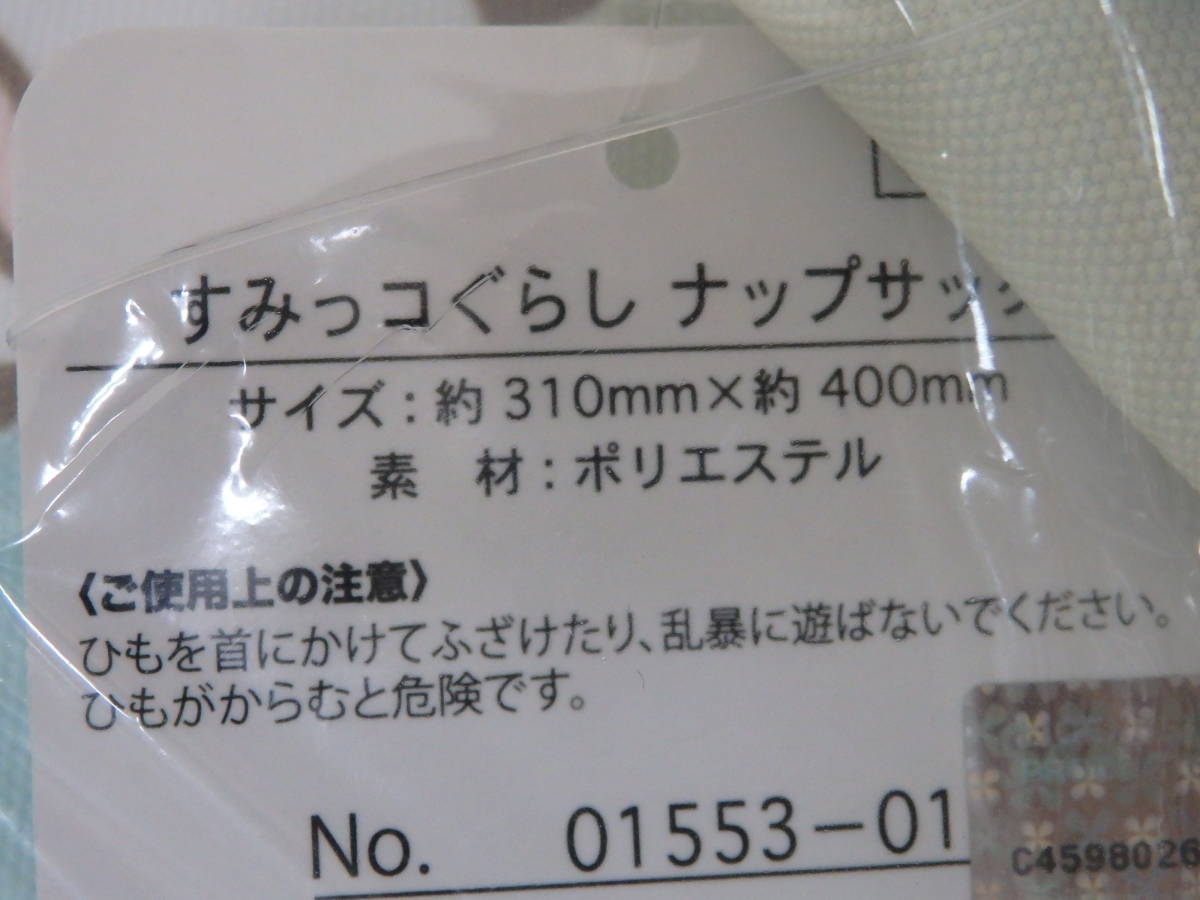 すみっコぐらし ナップサック
サイズ：約 310mm×約 400mm
素　材：ポリエステル
〈ご使用上の注意〉
ひもを首にかけてふざけたり、乱暴に遊ばないでください。
ひもがからむと危険です。
No. 01553-01
C4598026